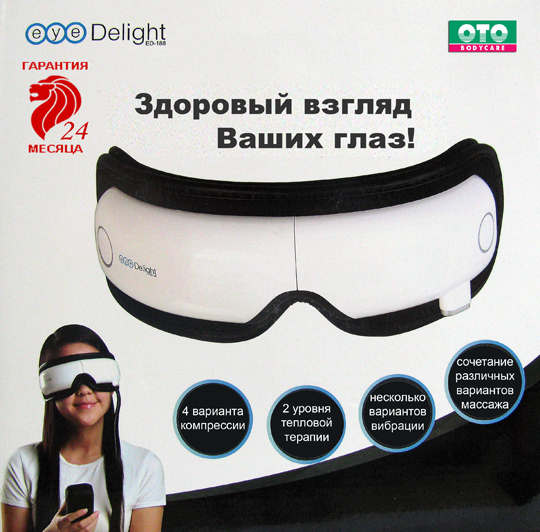 eye Delight
ED-188
OTO
BODYCARE
ГАРАНТИЯ
24
МЕСЯЦА
Здоровый взгляд
Ваших глаз!
eye Delight
4 варианта
компрессии
2 уровня
тепловой
терапии
несколько
вариантов
вибрации
сочетание
различных
вариантов
массажа